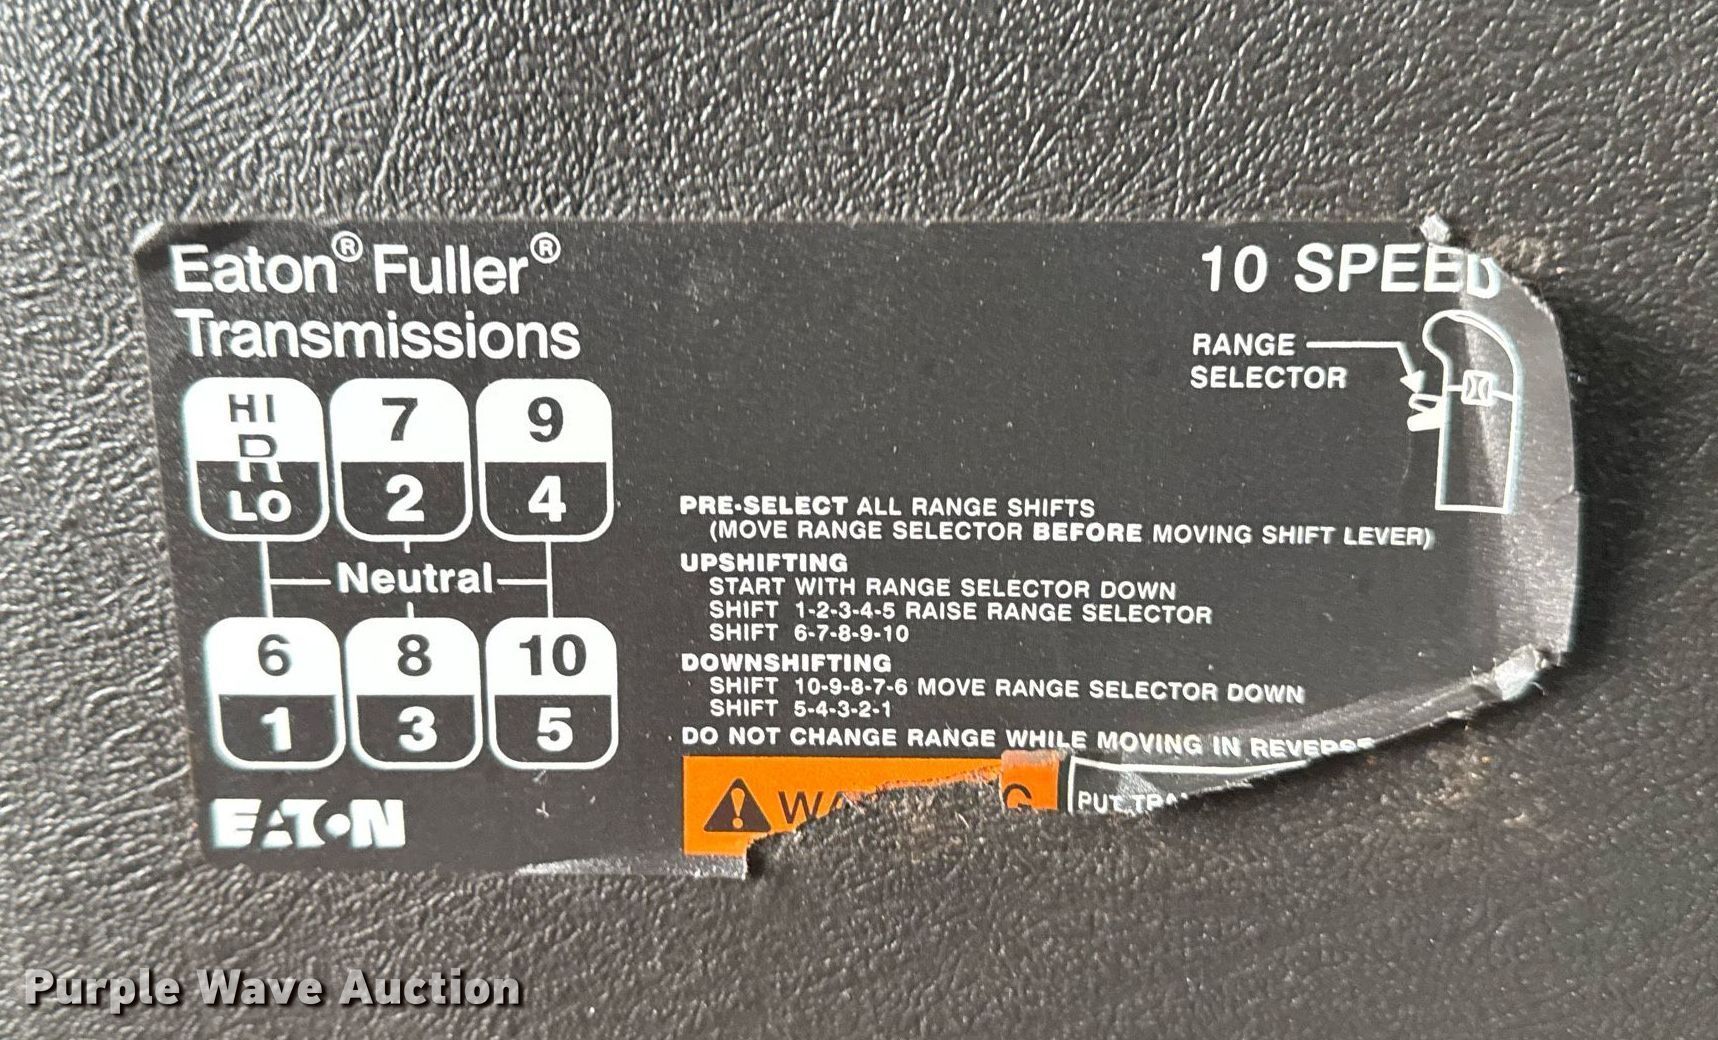 Eaton® Fuller®
Transmissions
10 SPEED
RANGE
SELECTOR
HI 7 9
R
LO 2 4
Neutral
6 8 10
1 3 5
EATON
PRE-SELECT ALL RANGE SHIFTS
(MOVE RANGE SELECTOR BEFORE MOVING SHIFT LEVER)
UPSHIFTING
START WITH RANGE SELECTOR DOWN
SHIFT 1-2-3-4-5 RAISE RANGE SELECTOR
SHIFT 6-7-8-9-10
DOWNSHIFTING
SHIFT 10-9-8-7-6 MOVE RANGE SELECTOR DOWN
SHIFT 5-4-3-2-1
DO NOT CHANGE RANGE WHILE MOVING IN REVERSE
PUT
Purple Wave Auction